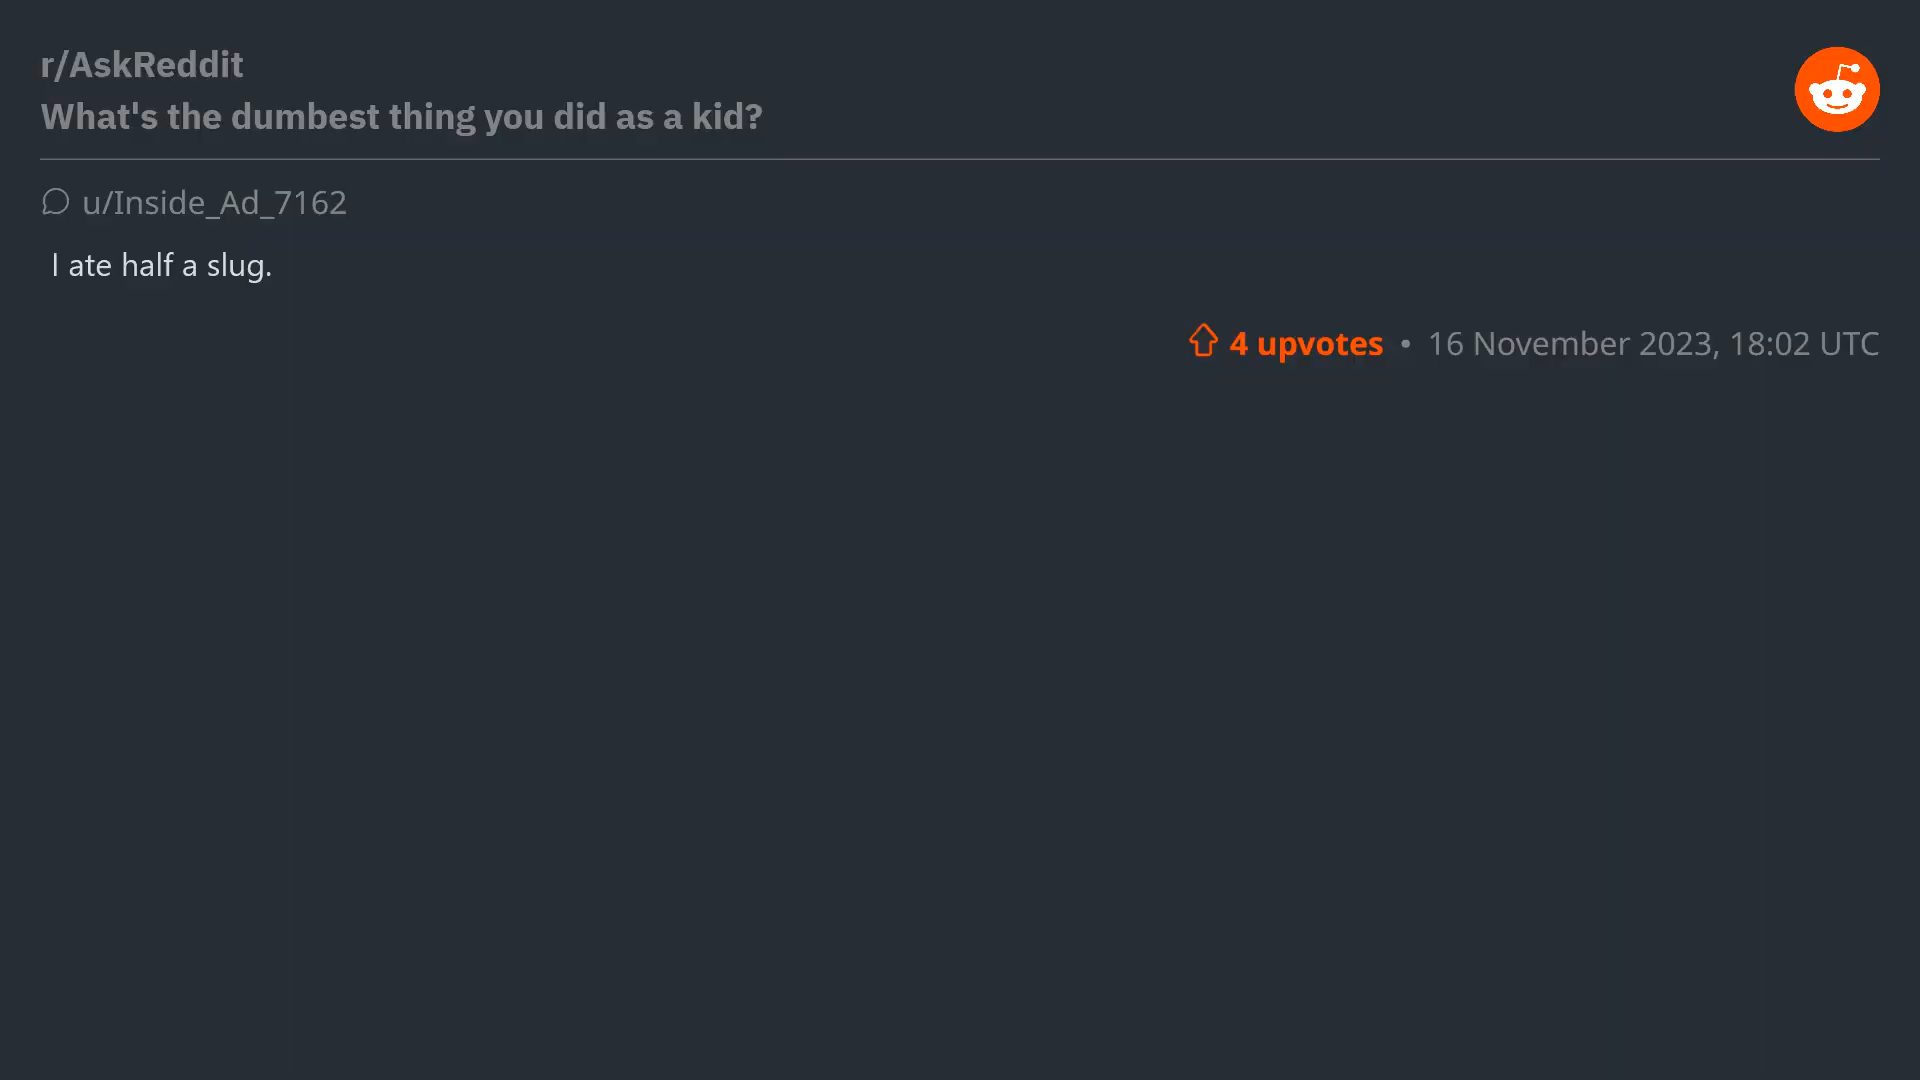 r/AskReddit
What's the dumbest thing you did as a kid?
u/Inside_Ad_7162
I ate half a slug.
4 upvotes • 16 November 2023, 18:02 UTC